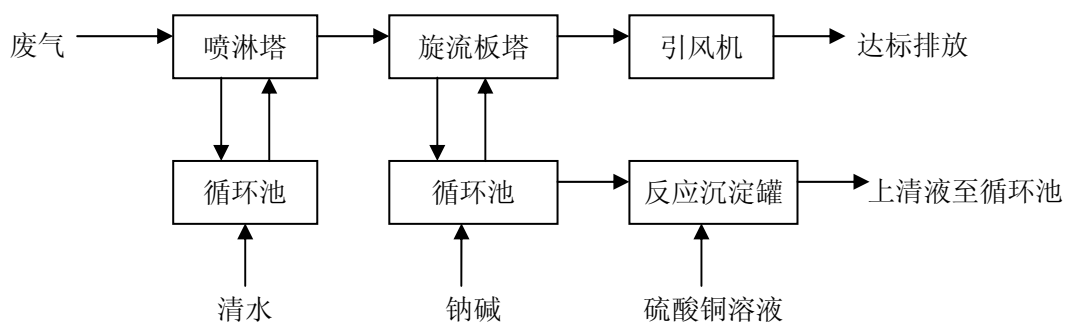 废气 喷淋塔 旋流板塔 引风机 达标排放
循环池 循环池 反应沉淀罐 上清液至循环池
清水 钠碱 硫酸铜溶液